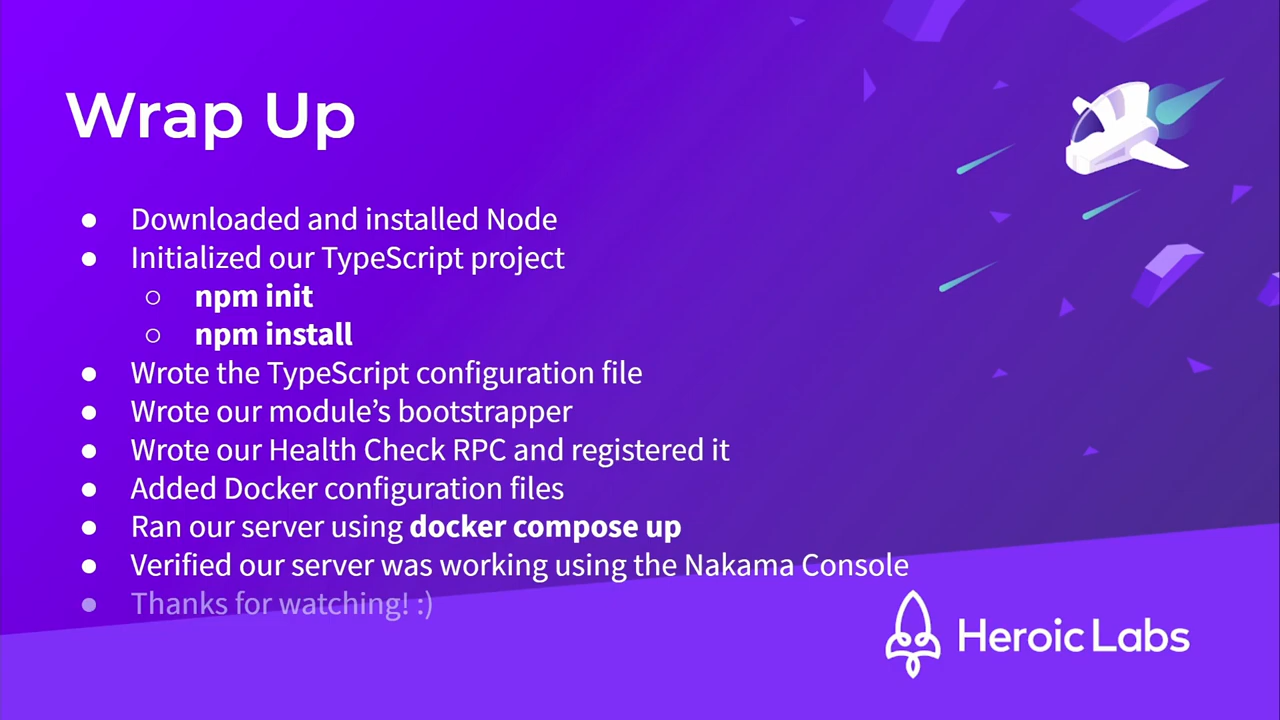 Wrap Up
● Downloaded and installed Node
● Initialized our TypeScript project
○ npm init
○ npm install
● Wrote the TypeScript configuration file
● Wrote our module’s bootstrapper
● Wrote our Health Check RPC and registered it
● Added Docker configuration files
● Ran our server using docker compose up
● Verified our server was working using the Nakama Console
● Thanks for watching! :)
Heroic Labs